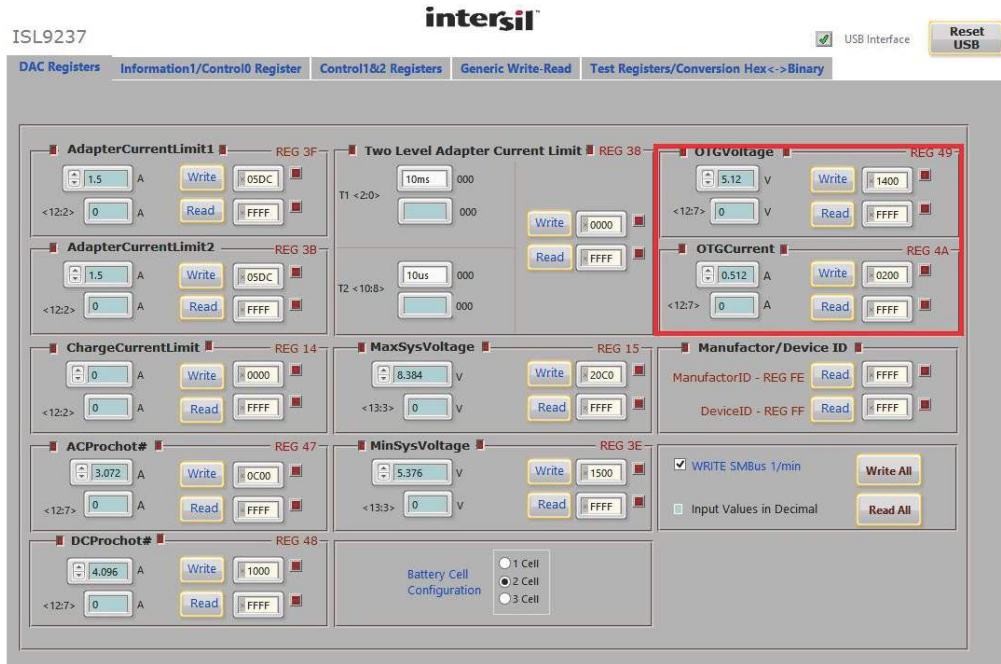 intersil™
ISL9237
USB Interface
Reset USB
DAC Registers
Information1/Control0 Register
Control1&2 Registers
Generic Write-Read
Test Registers/Conversion Hex<->Binary
AdapterCurrentLimit1 REG 3F
1.5 A Write × 05DC
<12:2> 0 A Read × FFFF
AdapterCurrentLimit2 REG 3B
1.5 A Write × 05DC
<12:2> 0 A Read × FFFF
Two Level Adapter Current Limit REG 38
10ms 000
T1 <2:0>
000
Write × 0000
Read × FFFF
10us 000
T2 <10:8>
000
OTGVoltage REG 49
5.12 V Write × 1400
<12:7> 0 V Read × FFFF
OTGCurrent REG 4A
0.512 A Write × 0200
<12:7> 0 A Read × FFFF
ChargeCurrentLimit REG 14
0 A Write × 0000
<12:2> 0 A Read × FFFF
MaxSysVoltage REG 15
8.384 V Write × 20C0
<13:3> 0 V Read × FFFF
Manufactor/Device ID
ManufactorID - REG FE Read × FFFF
DeviceID - REG FF Read × FFFF
ACProchot# REG 47
3.072 A Write × 0C00
<12:7> 0 A Read × FFFF
MinSysVoltage REG 3E
5.376 V Write × 1500
<13:3> 0 V Read × FFFF
WRITE SMBus 1/min Write All
Input Values in Decimal Read All
DCProchot# REG 48
4.096 A Write × 1000
<12:7> 0 A Read × FFFF
Battery Cell
Configuration
1 Cell
2 Cell
3 Cell